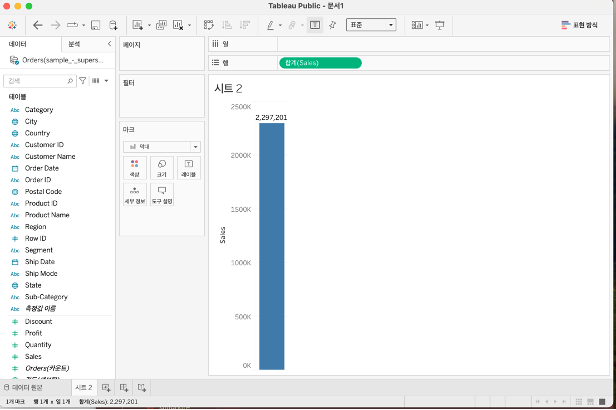 Tableau Public - 문서1
표준
표현 방식
데이터
분석
페이지
열
Orders(sample_-_supers...
행
합계(Sales)
검색
필터
시트 2
테이블
Abc Category
City
Country
Abc Customer ID
Abc Customer Name
Order Date
Abc Order ID
Postal Code
Abc Product ID
Abc Product Name
Abc Region
Row ID
Abc Segment
Ship Date
Abc Ship Mode
State
Abc Sub-Category
Abc 측정값 이름
Discount
Profit
Quantity
Sales
Orders(카운트)
마크
막대
색상
크기
레이블
세부 정보
도구 설명
2500K
2,297,201
2000K
1500K
Sales
1000K
500K
0K
데이터 원본
시트 2
1개 마크
행 1개 x 열 1개
합계(Sales): 2,297,201